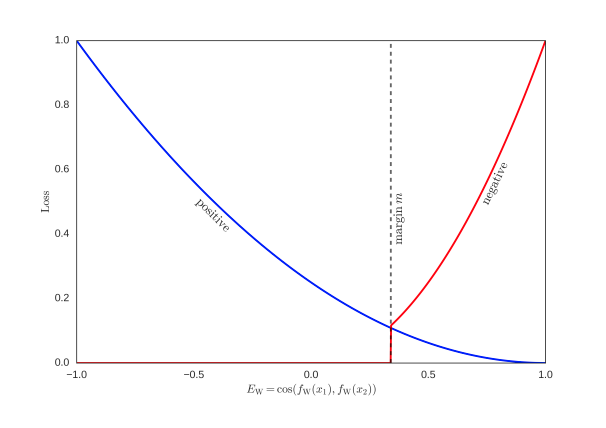 1.0
0.8
0.6
0.4
0.2
0.0
Loss
positive
margin m
negative
−1.0 −0.5 0.0 0.5 1.0
E_W = cos(f_W(x_1), f_W(x_2))